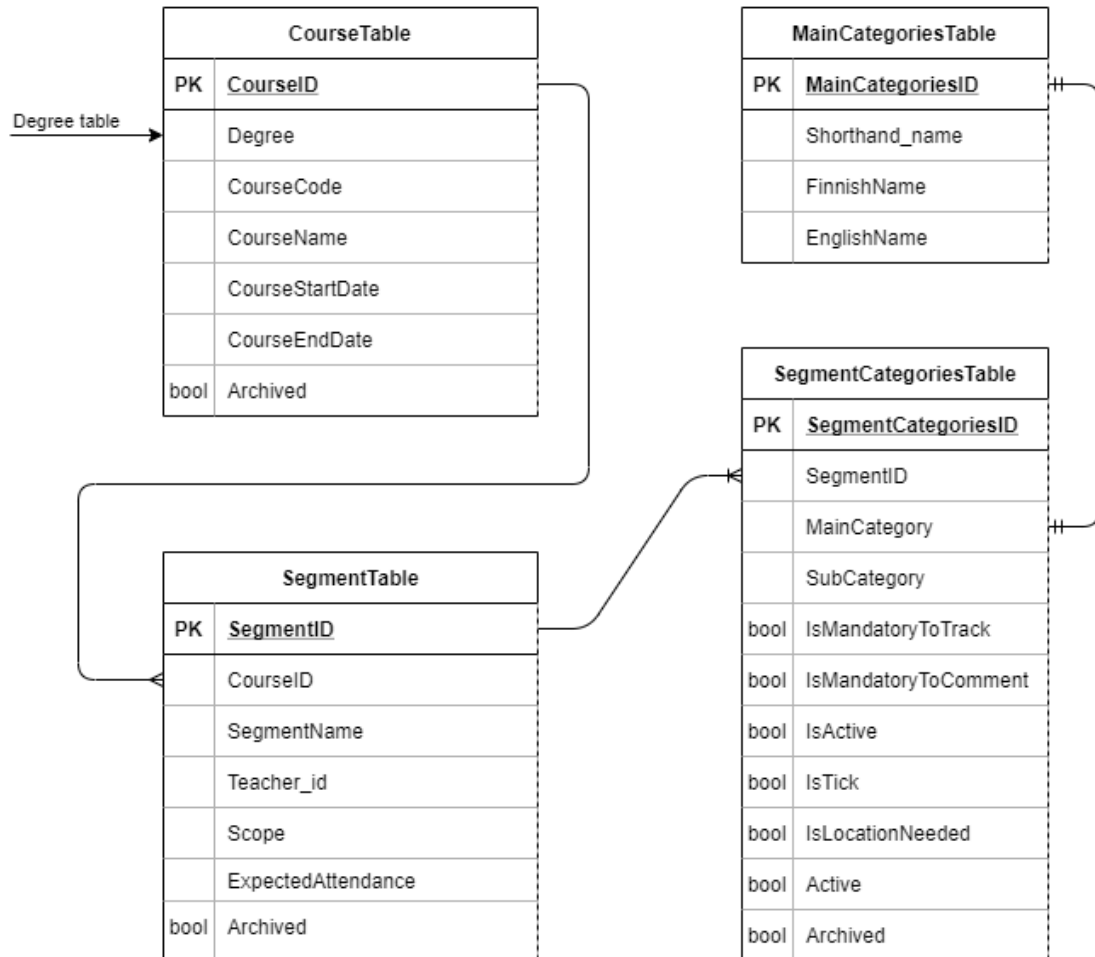 CourseTable
PK CourseID
Degree table
Degree
CourseCode
CourseName
CourseStartDate
CourseEndDate
bool Archived
MainCategoriesTable
PK MainCategoriesID
Shorthand_name
FinnishName
EnglishName
SegmentTable
PK SegmentID
CourseID
SegmentName
Teacher_id
Scope
ExpectedAttendance
bool Archived
SegmentCategoriesTable
PK SegmentCategoriesID
SegmentID
MainCategory
SubCategory
bool IsMandatoryToTrack
bool IsMandatoryToComment
bool IsActive
bool IsTick
bool IsLocationNeeded
bool Active
bool Archived